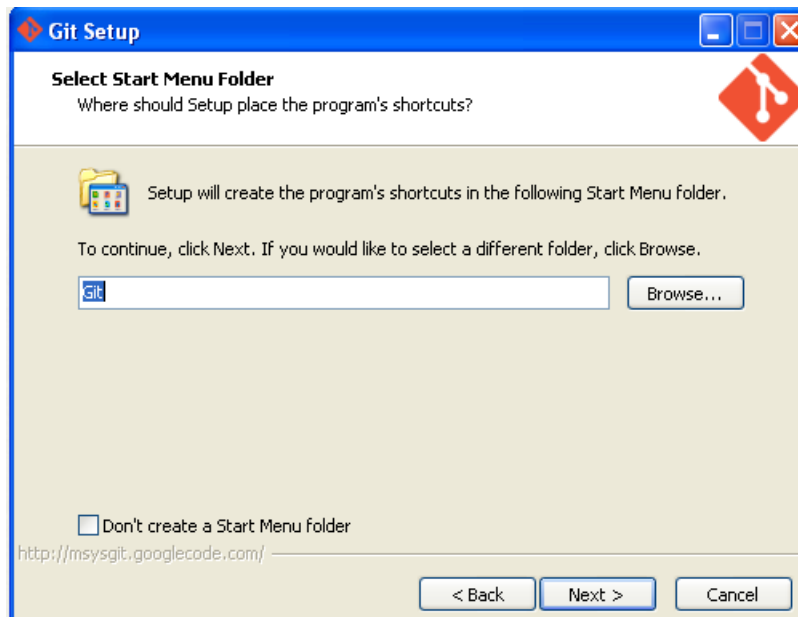 Git Setup
Select Start Menu Folder
Where should Setup place the program's shortcuts?
Setup will create the program's shortcuts in the following Start Menu folder.
To continue, click Next. If you would like to select a different folder, click Browse.
Git
Browse...
Don't create a Start Menu folder
http://msysgit.googlecode.com/
< Back
Next >
Cancel